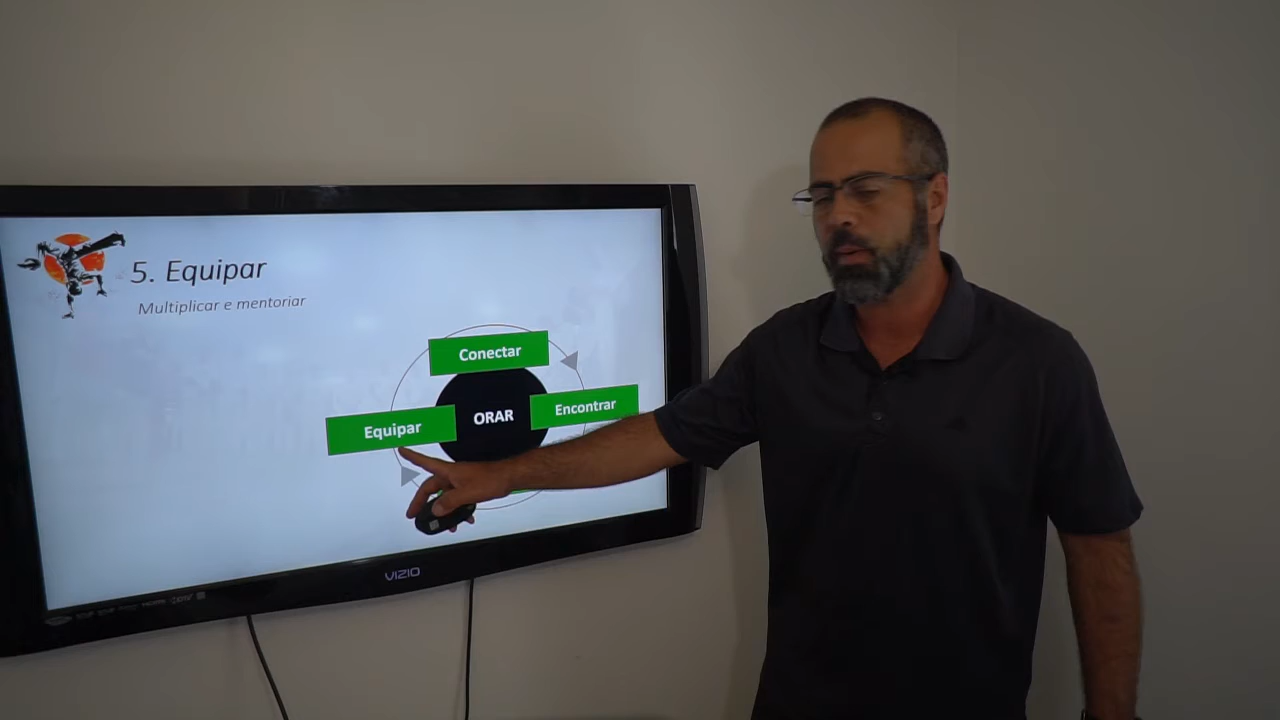 5. Equipar
Multiplicar e mentoriar
Conectar
Encontrar
ORAR
Equipar
VIZIO